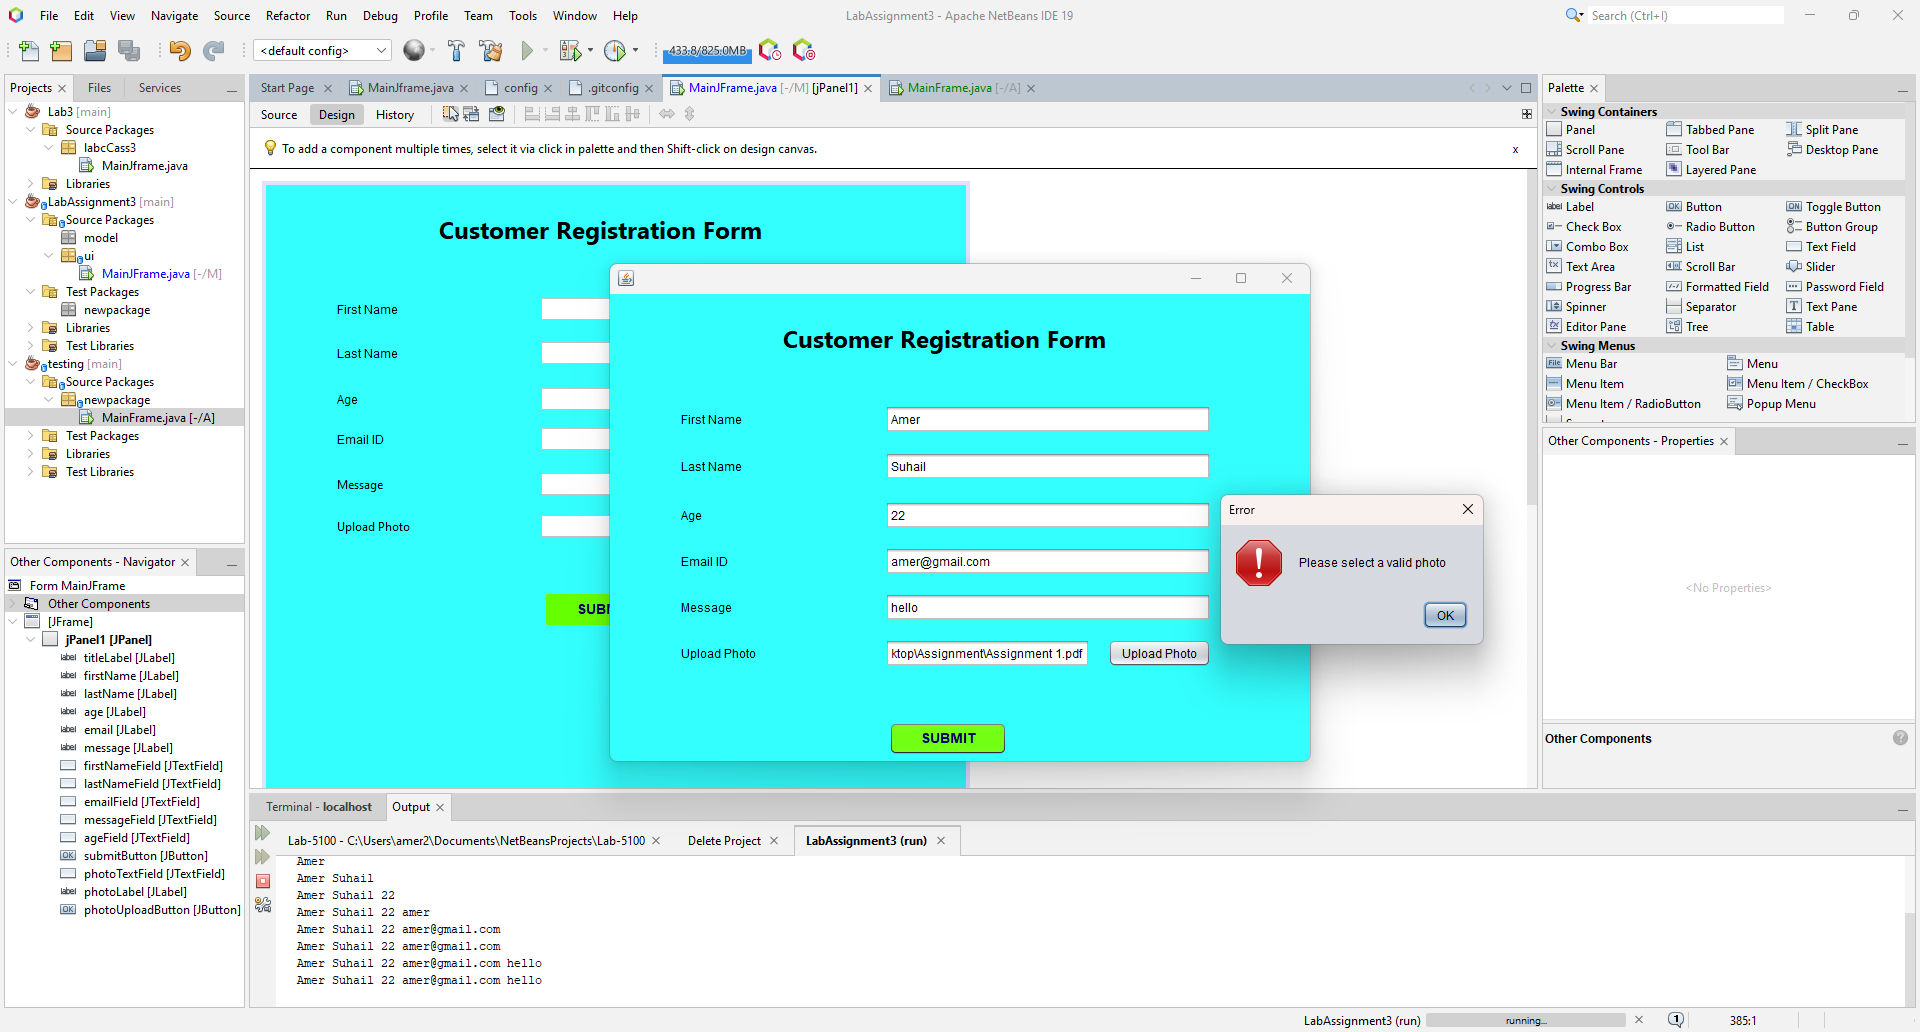 File Edit View Navigate Source Refactor Run Debug Profile Team Tools Window Help
LabAssignment3 - Apache NetBeans IDE 19
Search (Ctrl+I)
<default config>
433.8/825.0MB
Projects Files Services
Lab3 [main]
Source Packages
labcCass3
MainJframe.java
Libraries
LabAssignment3 [main]
Source Packages
model
ui
MainJFrame.java [-/M]
Test Packages
newpackage
Libraries
Test Libraries
testing [main]
Source Packages
newpackage
MainFrame.java [-/A]
Test Packages
Libraries
Test Libraries
Other Components - Navigator
Form MainJFrame
Other Components
[JFrame]
jPanel1 [JPanel]
label titleLabel [JLabel]
label firstName [JLabel]
label lastName [JLabel]
label age [JLabel]
label email [JLabel]
label message [JLabel]
firstNameField [JTextField]
lastNameField [JTextField]
emailField [JTextField]
messageField [JTextField]
ageField [JTextField]
OK submitButton [JButton]
photoTextField [JTextField]
label photoLabel [JLabel]
OK photoUploadButton [JButton]
Start Page MainJframe.java config .gitconfig MainJFrame.java [-/M] [jPanel1] MainFrame.java [-/A]
Source Design History
To add a component multiple times, select it via click in palette and then Shift-click on design canvas.
x
Customer Registration Form
First Name
Last Name
Age
Email ID
Message
Upload Photo
SUBM
Customer Registration Form
First Name Amer
Last Name Suhail
Age 22
Email ID amer@gmail.com
Message hello
Upload Photo ktop\Assignment\Assignment 1.pdf Upload Photo
SUBMIT
Error
Please select a valid photo
OK
Palette
Swing Containers
Panel Tabbed Pane Split Pane
Scroll Pane Tool Bar Desktop Pane
Internal Frame Layered Pane
Swing Controls
label Label OK Button ON Toggle Button
Check Box Radio Button Button Group
Combo Box List Text Field
Text Area Scroll Bar Slider
Progress Bar Formatted Field Password Field
Spinner Separator Text Pane
Editor Pane Tree Table
Swing Menus
File Menu Bar Menu
Menu Item Menu Item / CheckBox
Menu Item / RadioButton Popup Menu
Other Components - Properties
<No Properties>
Other Components
Terminal - localhost Output
Lab-5100 - C:\Users\amer2\Documents\NetBeansProjects\Lab-5100 Delete Project LabAssignment3 (run)
Amer
Amer Suhail
Amer Suhail 22
Amer Suhail 22 amer
Amer Suhail 22 amer@gmail.com
Amer Suhail 22 amer@gmail.com
Amer Suhail 22 amer@gmail.com hello
Amer Suhail 22 amer@gmail.com hello
LabAssignment3 (run) running... 1 385:1